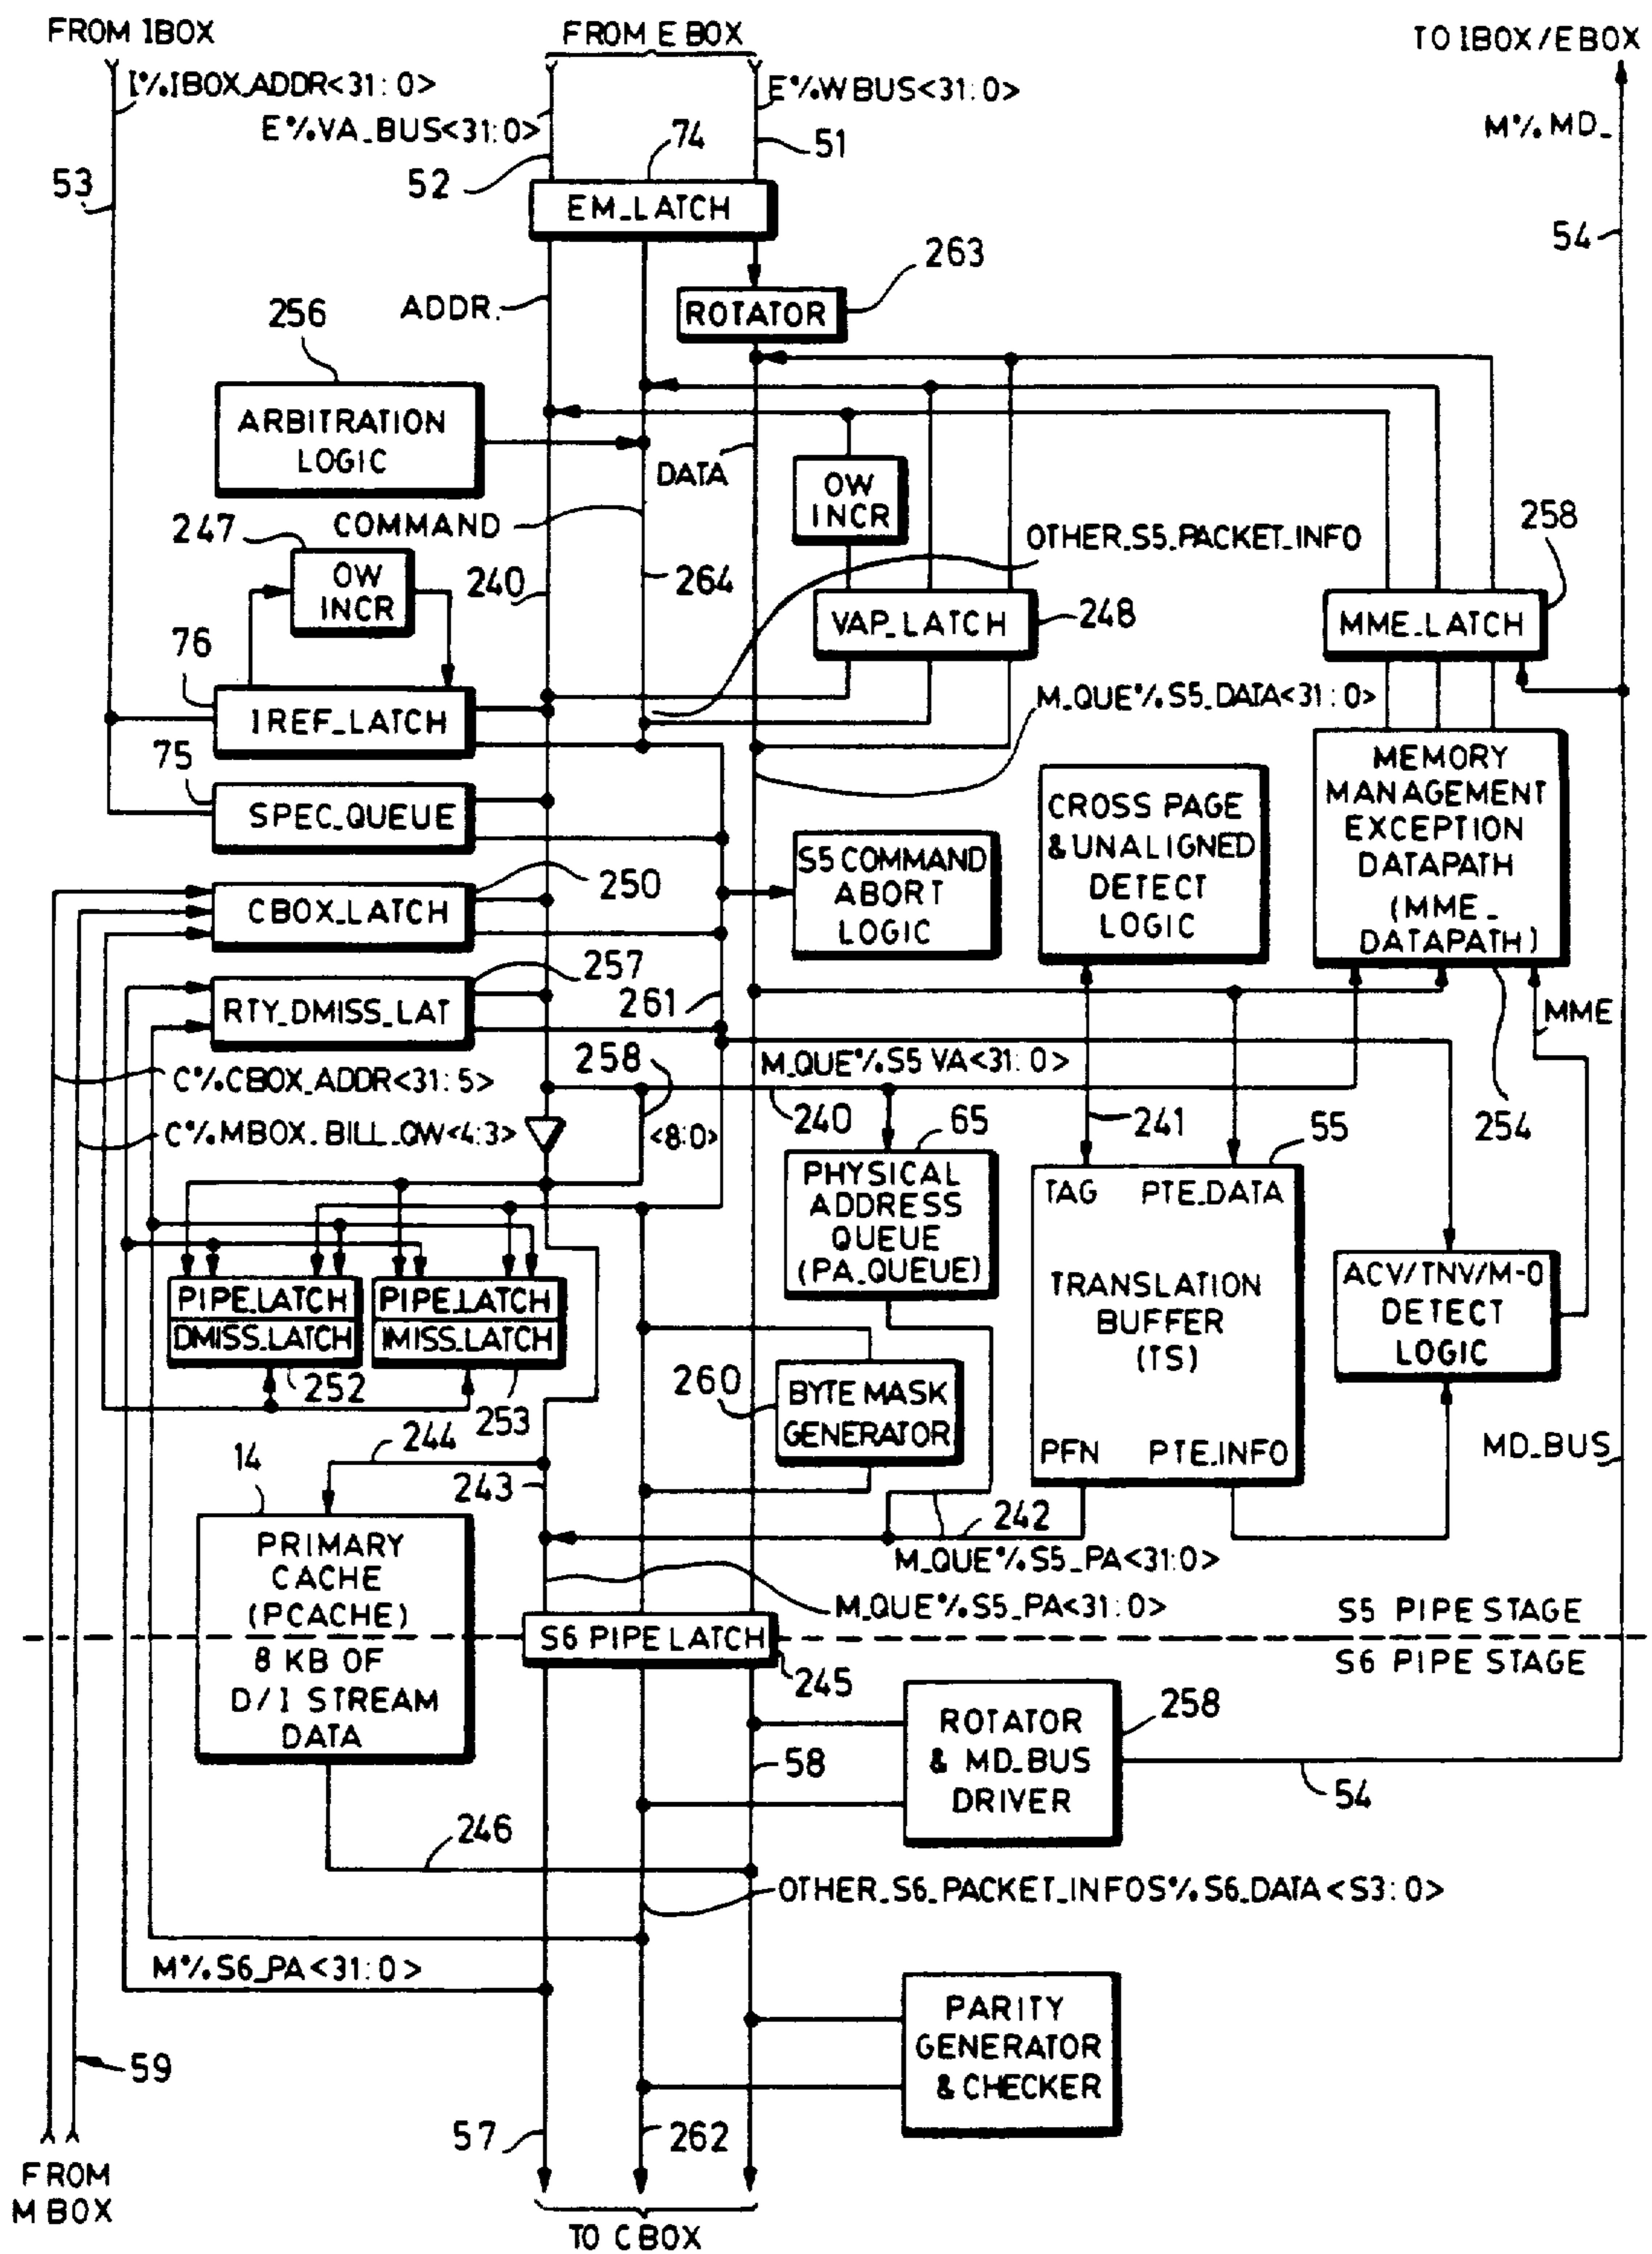 FROM IBOX
FROM E BOX
TO IBOX/EBOX
I%IBOX_ADDR<31:0>
E%WBUS<31:0>
E%VA_BUS<31:0>
M%MD_
74
51
53
52
EM_LATCH
54
263
ADDR.
ROTATOR
256
ARBITRATION
LOGIC
DATA
OW
INCR
COMMAND
258
247
OTHER_S5_PACKET_INFO
OW
INCR
240
264
VAP_LATCH
248
MME_LATCH
76
IREF_LATCH
M_QUE%S5_DATA<31:0>
75
MEMORY
MANAGEMENT
EXCEPTION
DATAPATH
(MME_
DATAPATH)
CROSS PAGE
& UNALIGNED
DETECT
LOGIC
SPEC_QUEUE
S5 COMMAND
ABORT
LOGIC
250
CBOX_LATCH
257
RTY_DMISS_LAT
261
MME
258
M_QUE%S5 VA<31:0>
C%CBOX_ADDR<31:5>
240
65
241
55
254
C%MBOX_BILL_QW<4:3>
<8:0>
PHYSICAL
ADDRESS
QUEUE
(PA_QUEUE)
TAG
PTE_DATA
TRANSLATION
BUFFER
(TS)
ACV/TNV/M-0
DETECT
LOGIC
PIPE_LATCH
PIPE_LATCH
DMISS_LATCH
IMISS_LATCH
252
253
260
BYTE MASK
GENERATOR
244
14
243
PFN
PTE_INFO
MD_BUS
242
PRIMARY
CACHE
(PCACHE)
M_QUE%S5_PA<31:0>
M_QUE%S5_PA<31:0>
S5 PIPE STAGE
S6 PIPE LATCH
8 KB OF
D/I STREAM
DATA
S6 PIPE STAGE
245
ROTATOR
& MD_BUS
DRIVER
258
58
54
246
OTHER_S6_PACKET_INFOS%S6_DATA<S3:0>
M%S6_PA<31:0>
PARITY
GENERATOR
& CHECKER
59
57
262
FROM
M BOX
TO CBOX